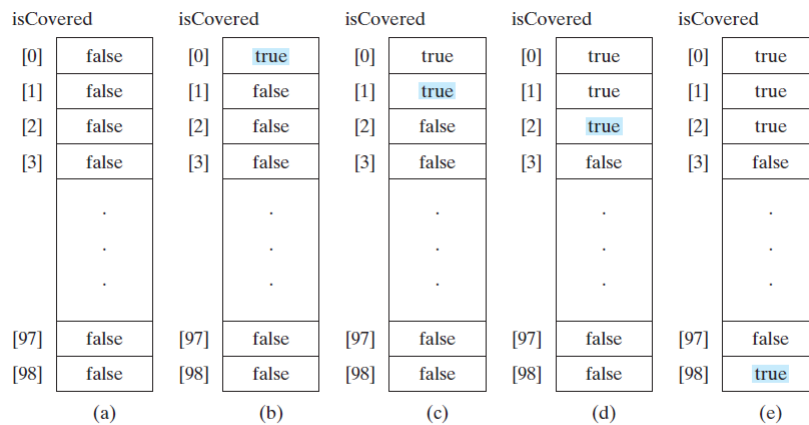 isCovered isCovered isCovered isCovered isCovered
[0] false [0] true [0] true [0] true [0] true
[1] false [1] false [1] true [1] true [1] true
[2] false [2] false [2] false [2] true [2] true
[3] false [3] false [3] false [3] false [3] false
. . . . .
. . . . .
. . . . .
[97] false [97] false [97] false [97] false [97] false
[98] false [98] false [98] false [98] false [98] true
(a) (b) (c) (d) (e)